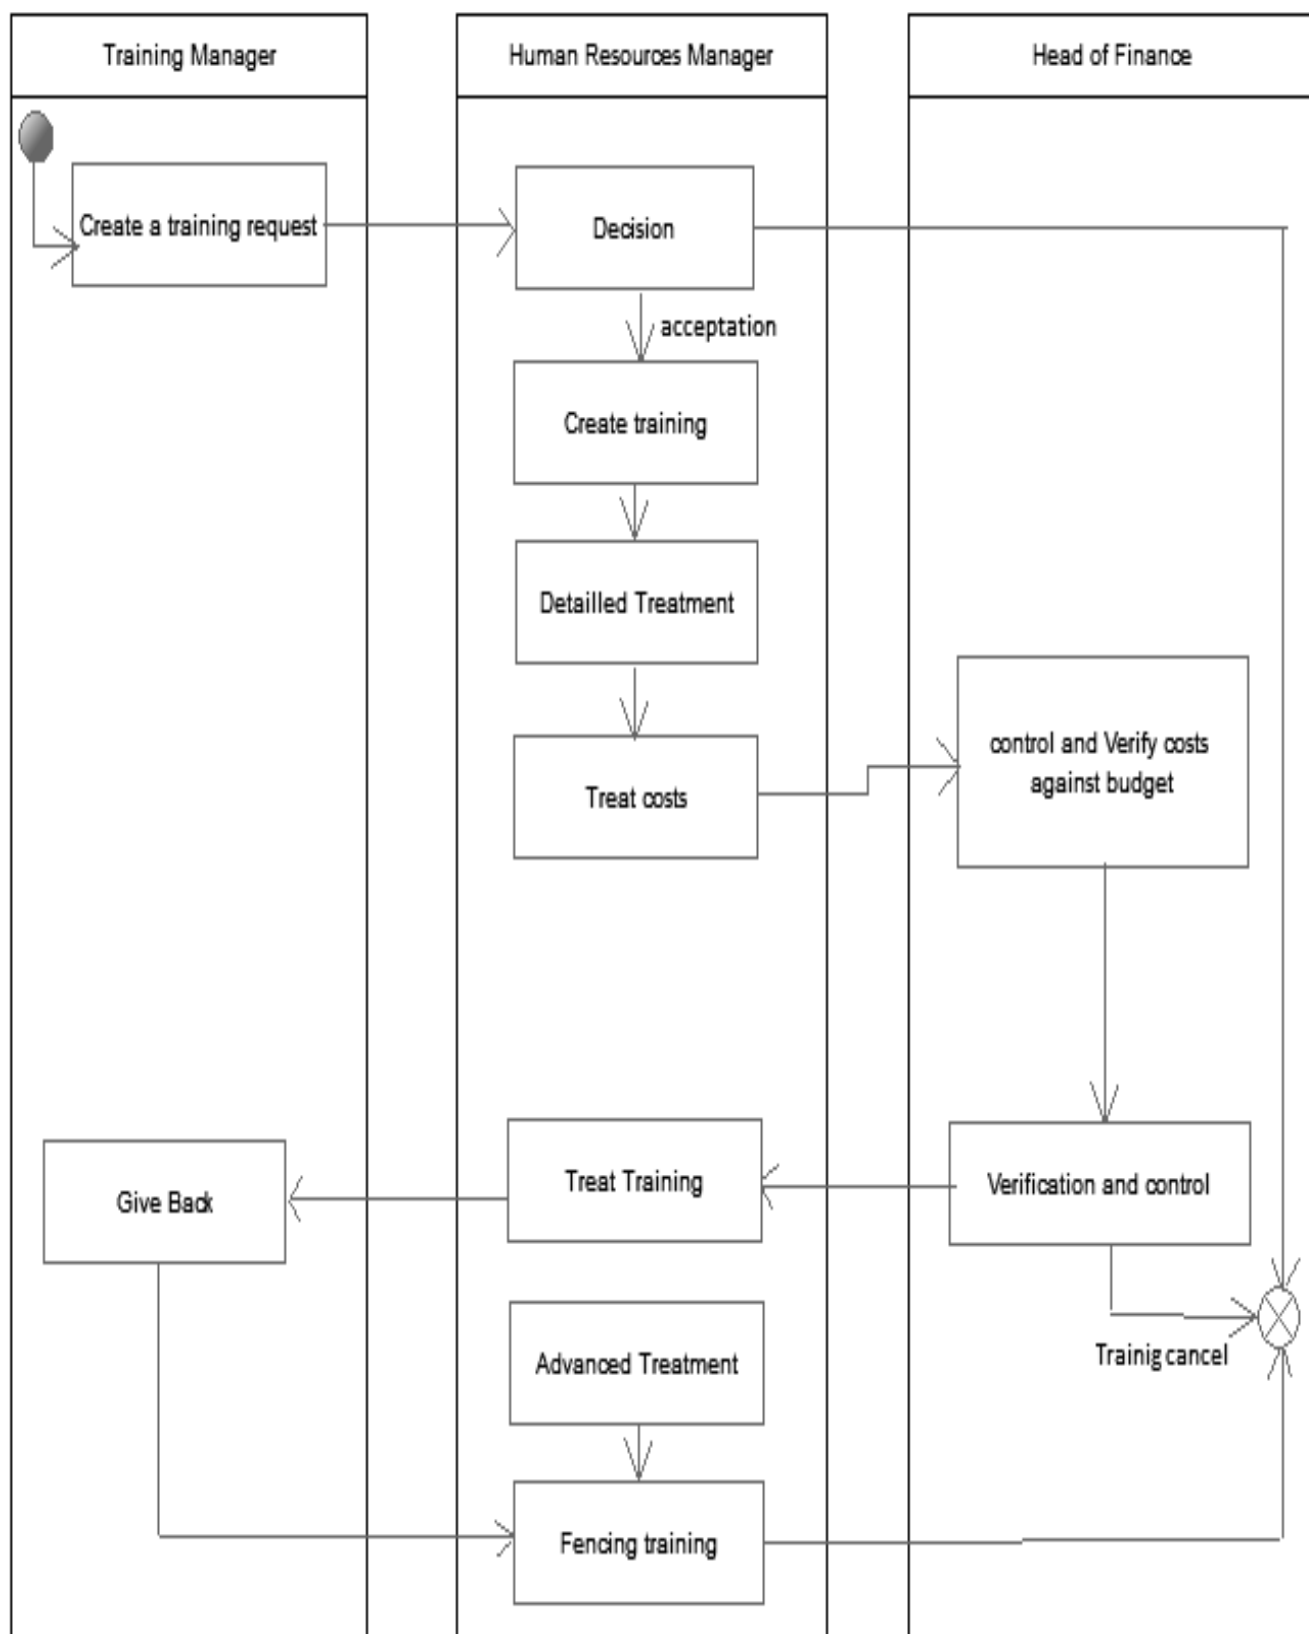 Training Manager
Human Resources Manager
Head of Finance
Create a training request
Decision
acceptation
Create training
Detailled Treatment
control and Verify costs
against budget
Treat costs
Give Back
Treat Training
Verification and control
Advanced Treatment
Trainig cancel
Fencing training